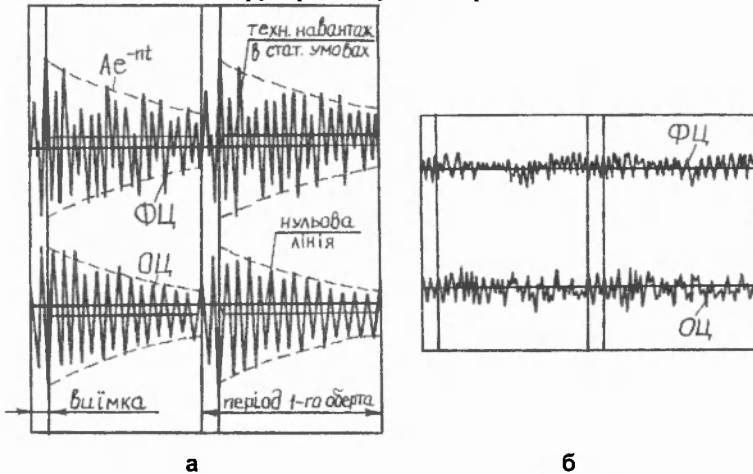 техн. навантаж
в стат. умовах
Ae⁻ⁿᵗ
ФЦ
нульова
лінія
ОЦ
виїмка
період 1-го оберта
а
ФЦ
ОЦ
б